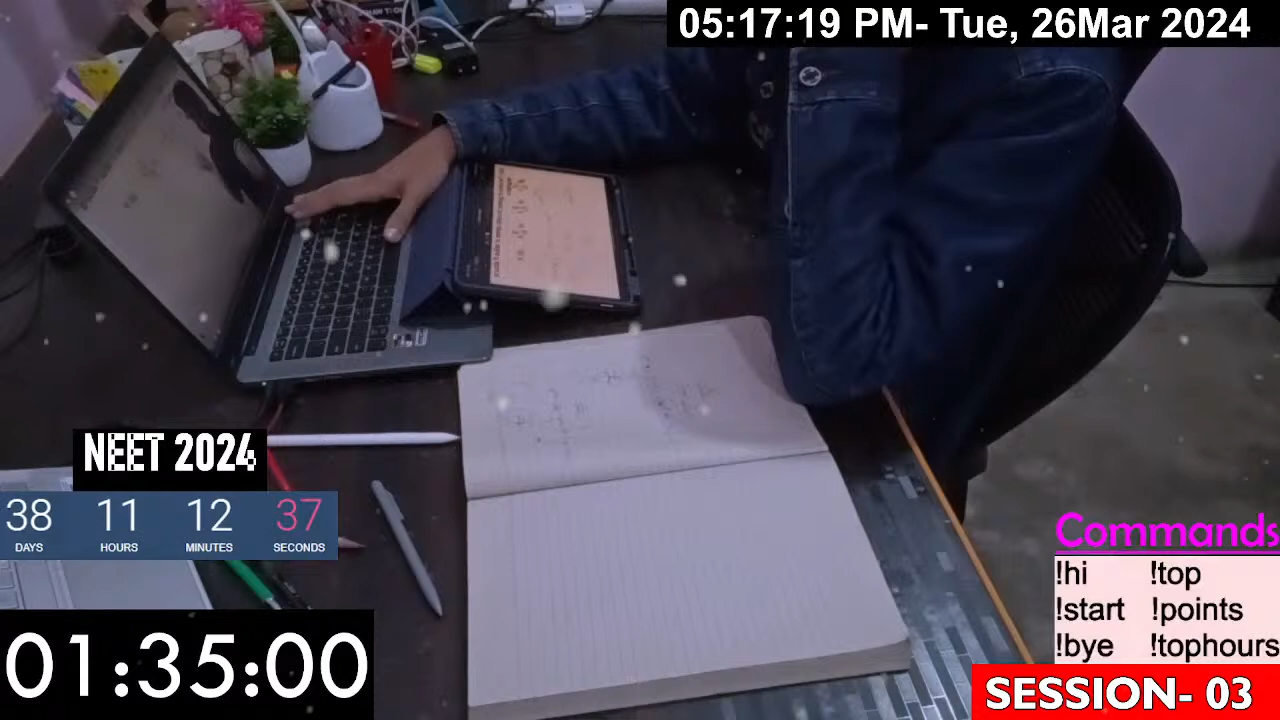 05:17:19 PM- Tue, 26Mar 2024
NEET 2024
38 11 12 37
DAYS HOURS MINUTES SECONDS
01:35:00
Commands
!hi !top
!start !points
!bye !tophours
SESSION- 03